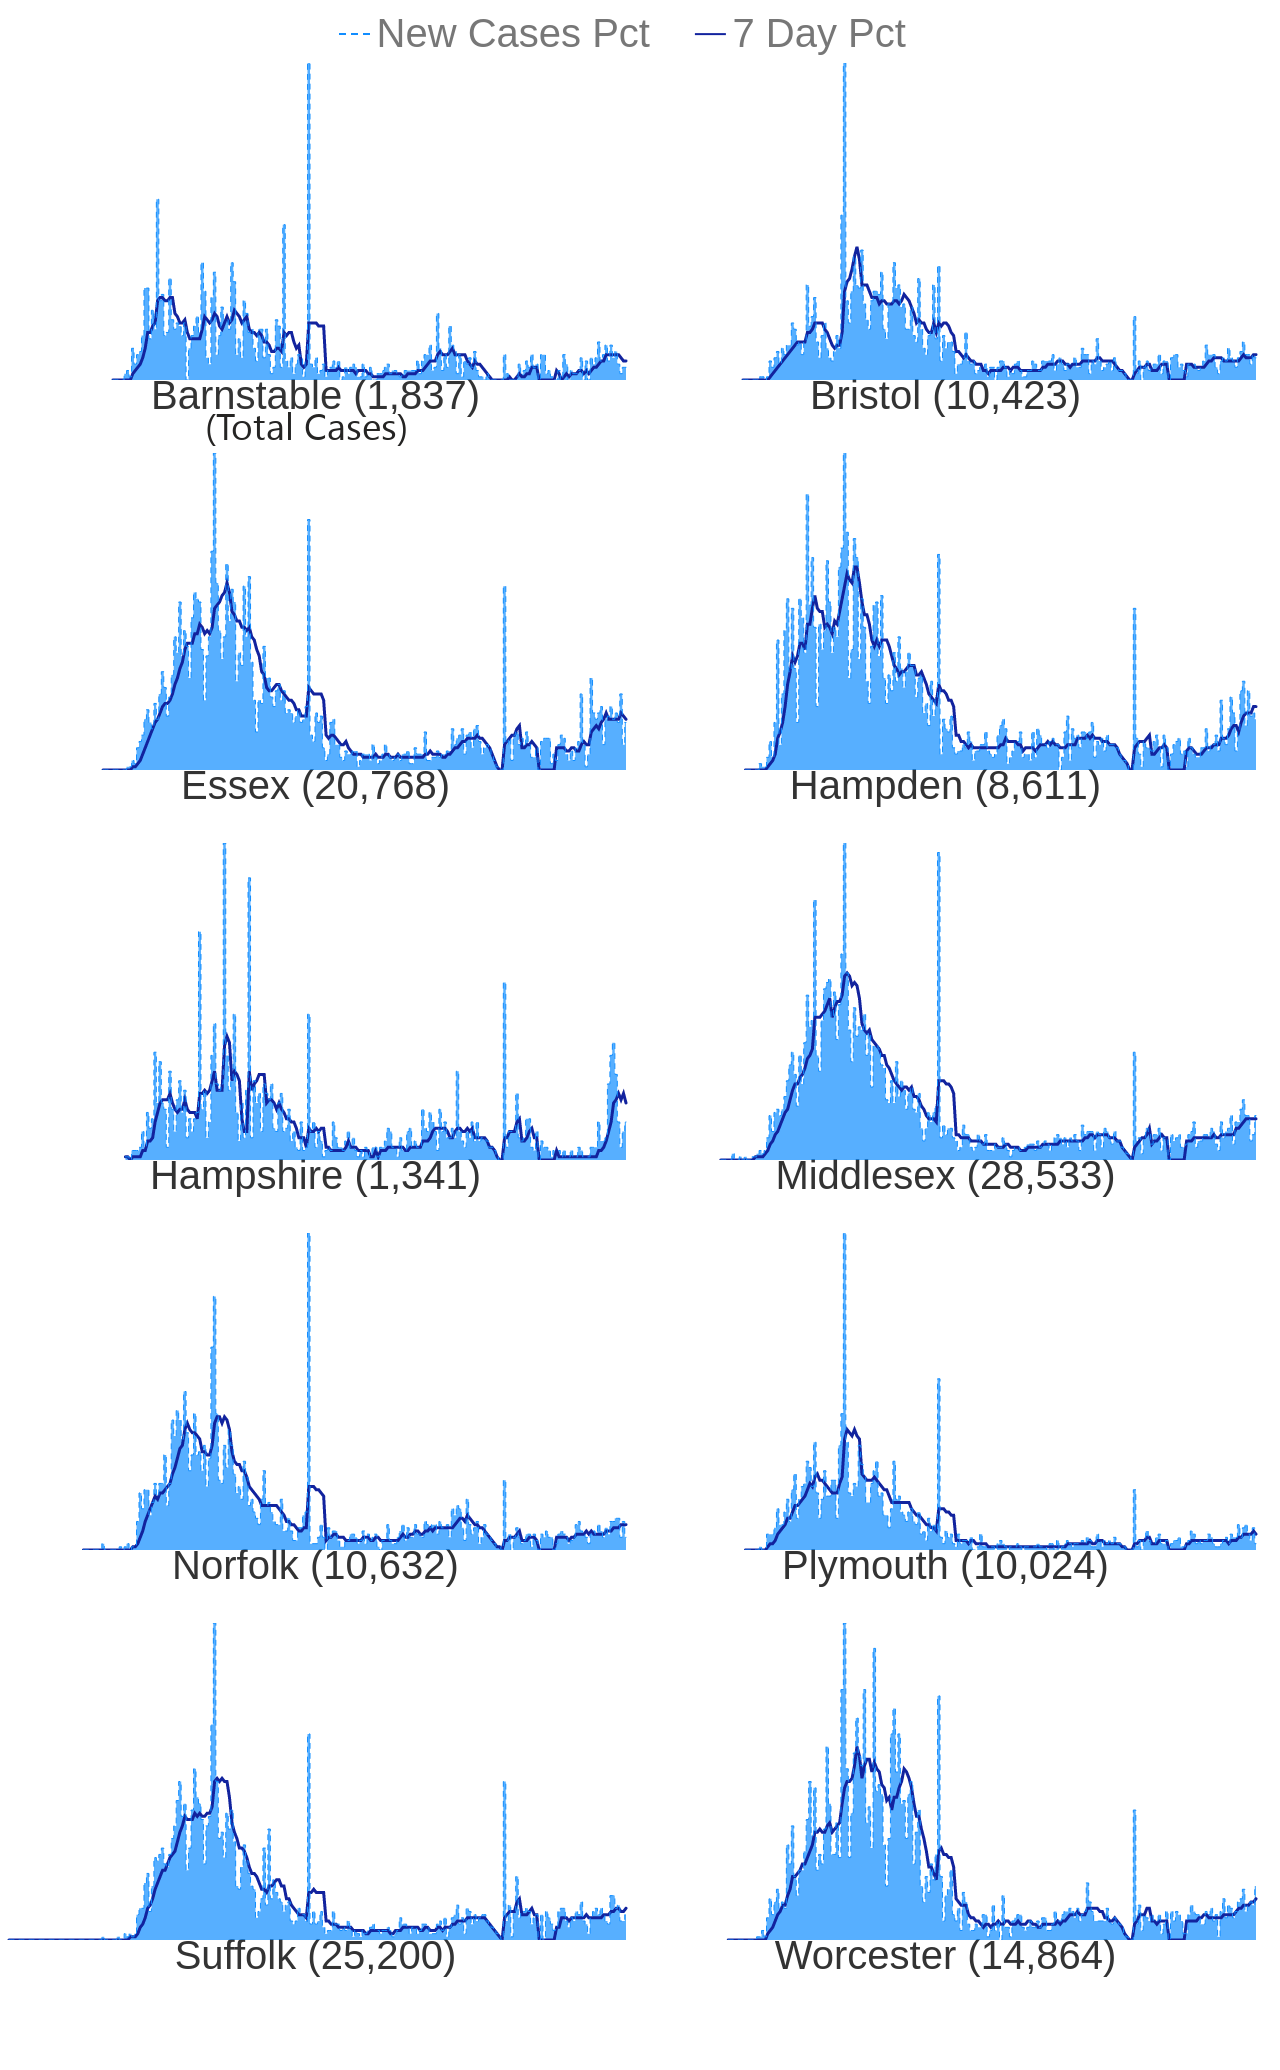 New Cases Pct 7 Day Pct
Barnstable (1,837) Bristol (10,423)
(Total Cases)
Essex (20,768) Hampden (8,611)
Hampshire (1,341) Middlesex (28,533)
Norfolk (10,632) Plymouth (10,024)
Suffolk (25,200) Worcester (14,864)